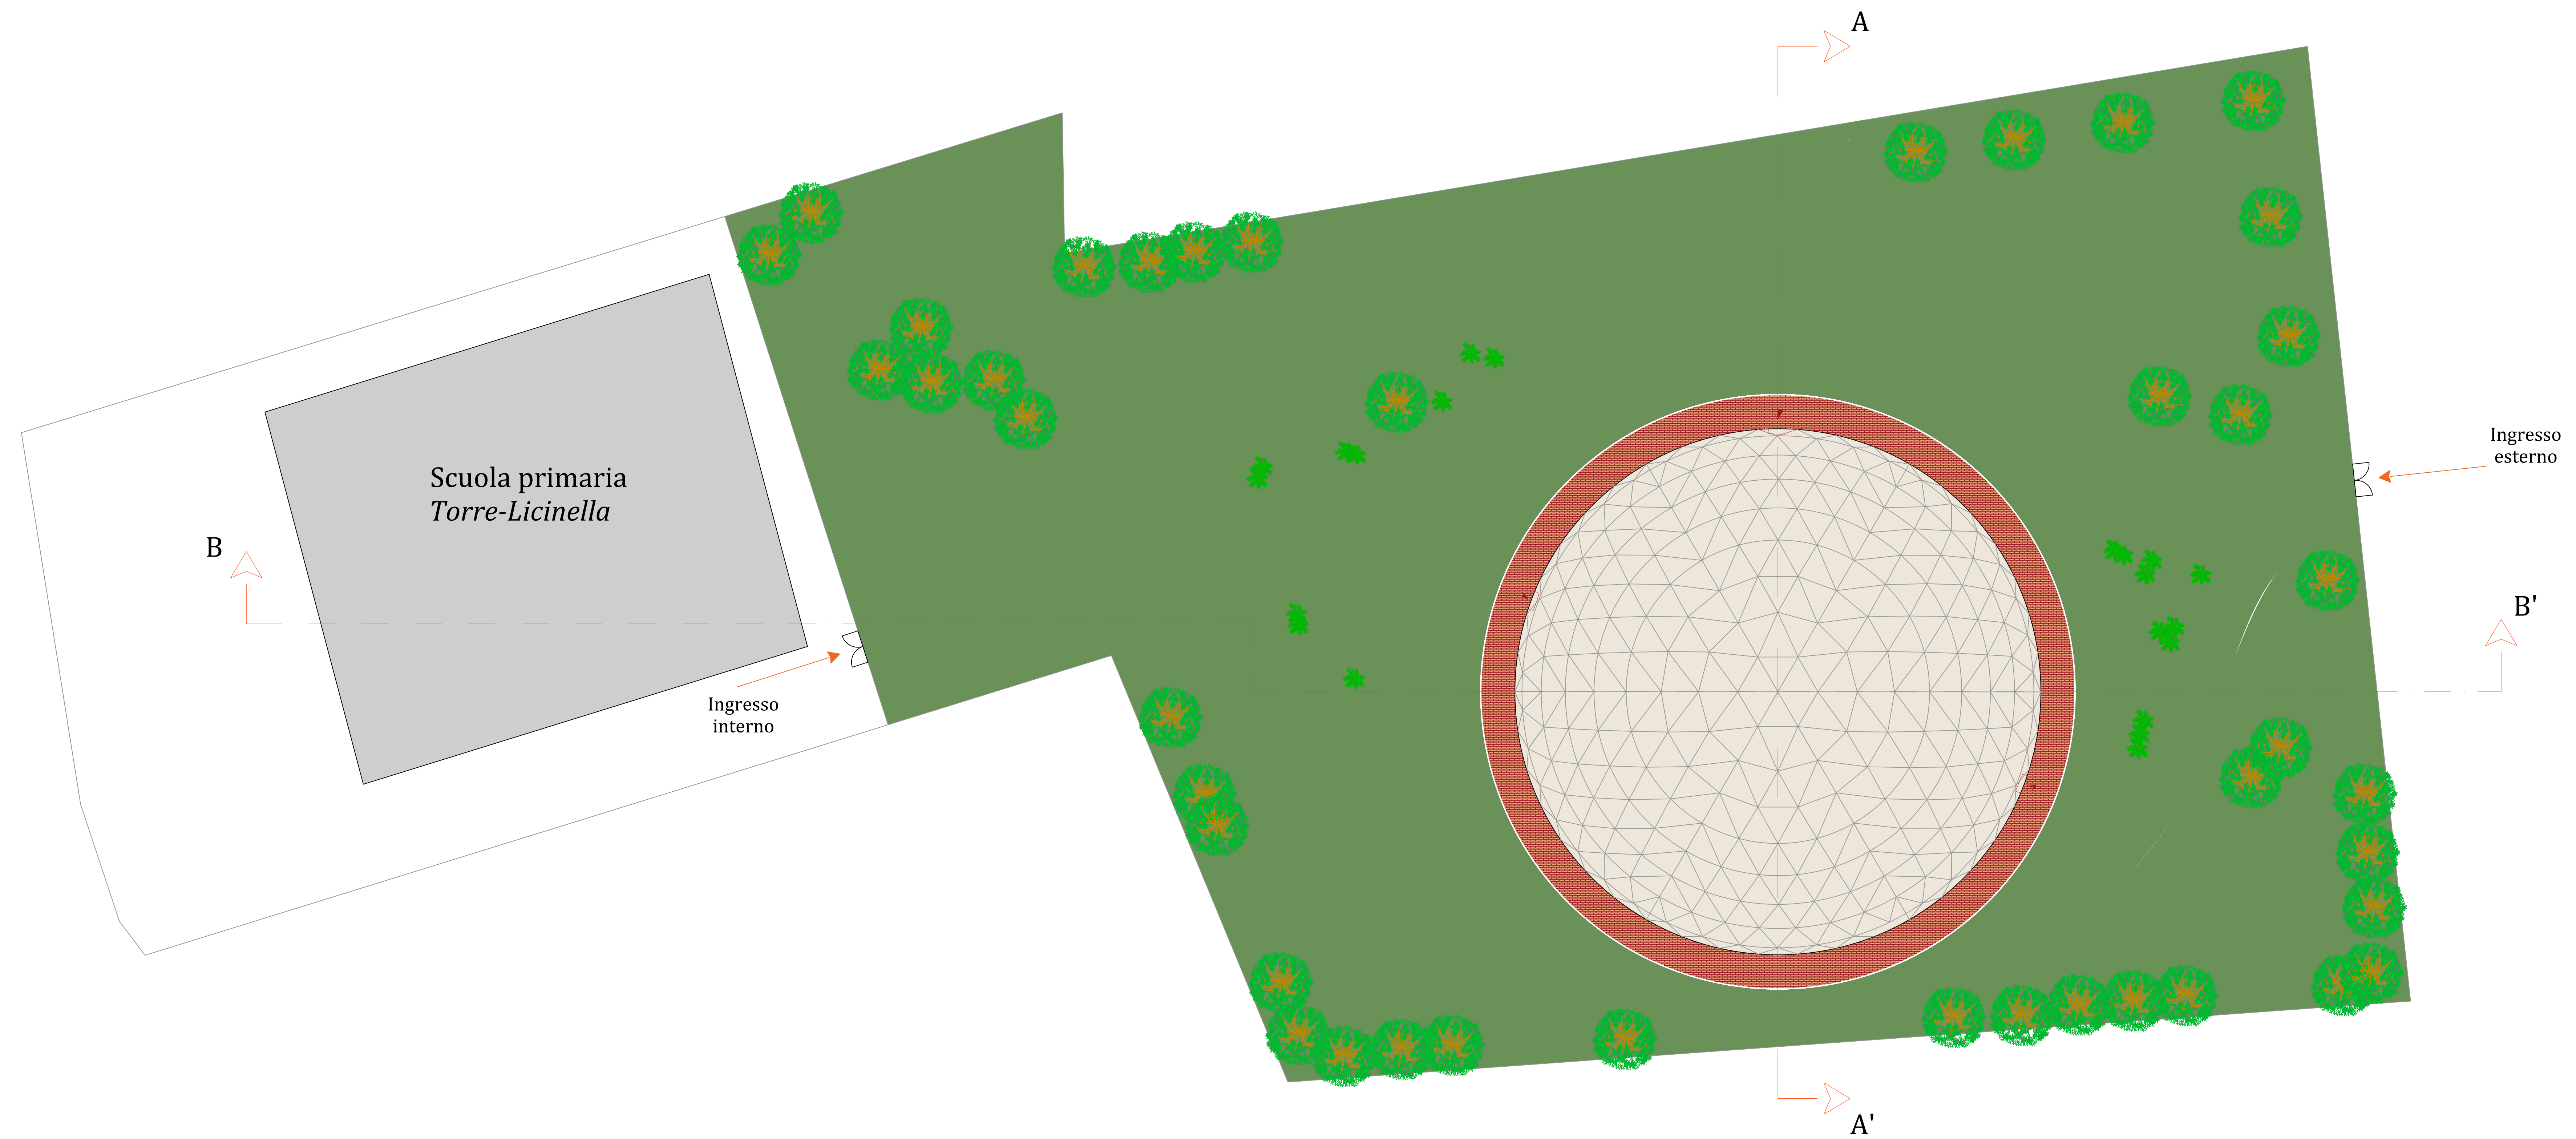 A
Ingresso
esterno
Scuola primaria
Torre-Licinella
B
B'
Ingresso
interno
A'